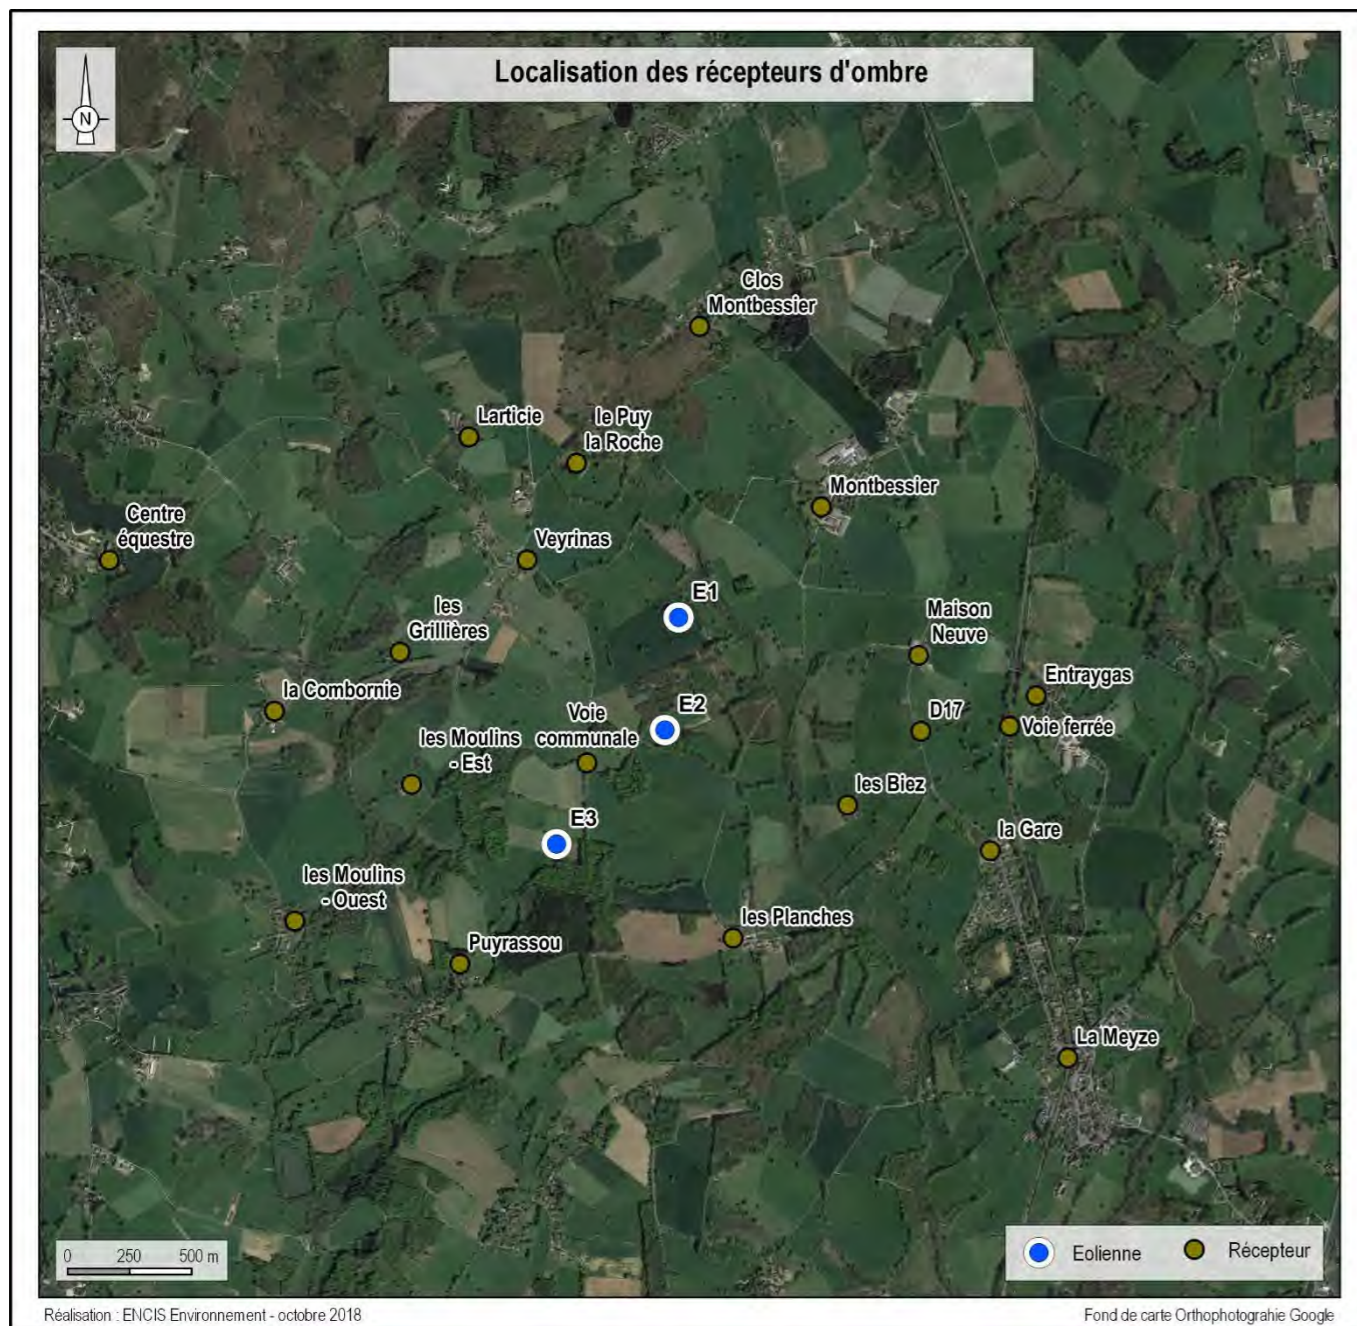 Localisation des récepteurs d'ombre
N
Clos
Montbessier
Larticie
le Puy
la Roche
Montbessier
Centre
équestre
Veyrinas
E1
les
Grillières
Maison
Neuve
Entraygas
la Combornie
E2
D17
Voie ferrée
Voie
communale
les Moulins
- Est
les Biez
E3
la Gare
les Moulins
- Ouest
les Planches
Puyrassou
La Meyze
0 250 500 m
Eolienne
Récepteur
Réalisation : ENCIS Environnement - octobre 2018
Fond de carte Orthophotograhie Google